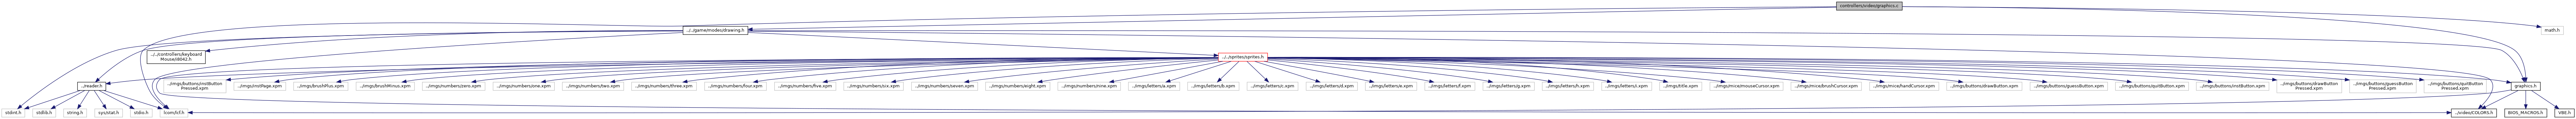 controllers/video/graphics.c
../../game/modes/drawing.h
math.h
../../controllers/keyboard
Mouse/i8042.h
../../sprites/sprites.h
../reader.h
../imgs/buttons/instButton
Pressed.xpm
../imgs/instPage.xpm
../imgs/brushPlus.xpm
../imgs/brushMinus.xpm
../imgs/numbers/zero.xpm
../imgs/numbers/one.xpm
../imgs/numbers/two.xpm
../imgs/numbers/three.xpm
../imgs/numbers/four.xpm
../imgs/numbers/five.xpm
../imgs/numbers/six.xpm
../imgs/numbers/seven.xpm
../imgs/numbers/eight.xpm
../imgs/numbers/nine.xpm
../imgs/letters/a.xpm
../imgs/letters/b.xpm
../imgs/letters/c.xpm
../imgs/letters/d.xpm
../imgs/letters/e.xpm
../imgs/letters/f.xpm
../imgs/letters/g.xpm
../imgs/letters/h.xpm
../imgs/letters/i.xpm
../imgs/title.xpm
../imgs/mice/mouseCursor.xpm
../imgs/mice/brushCursor.xpm
../imgs/mice/handCursor.xpm
../imgs/buttons/drawButton.xpm
../imgs/buttons/guessButton.xpm
../imgs/buttons/quitButton.xpm
../imgs/buttons/instButton.xpm
../imgs/buttons/drawButton
Pressed.xpm
../imgs/buttons/guessButton
Pressed.xpm
../imgs/buttons/quitButton
Pressed.xpm
graphics.h
stdint.h
stdlib.h
string.h
sys/stat.h
stdio.h
lcom/lcf.h
../video/COLORS.h
BIOS_MACROS.h
VBE.h